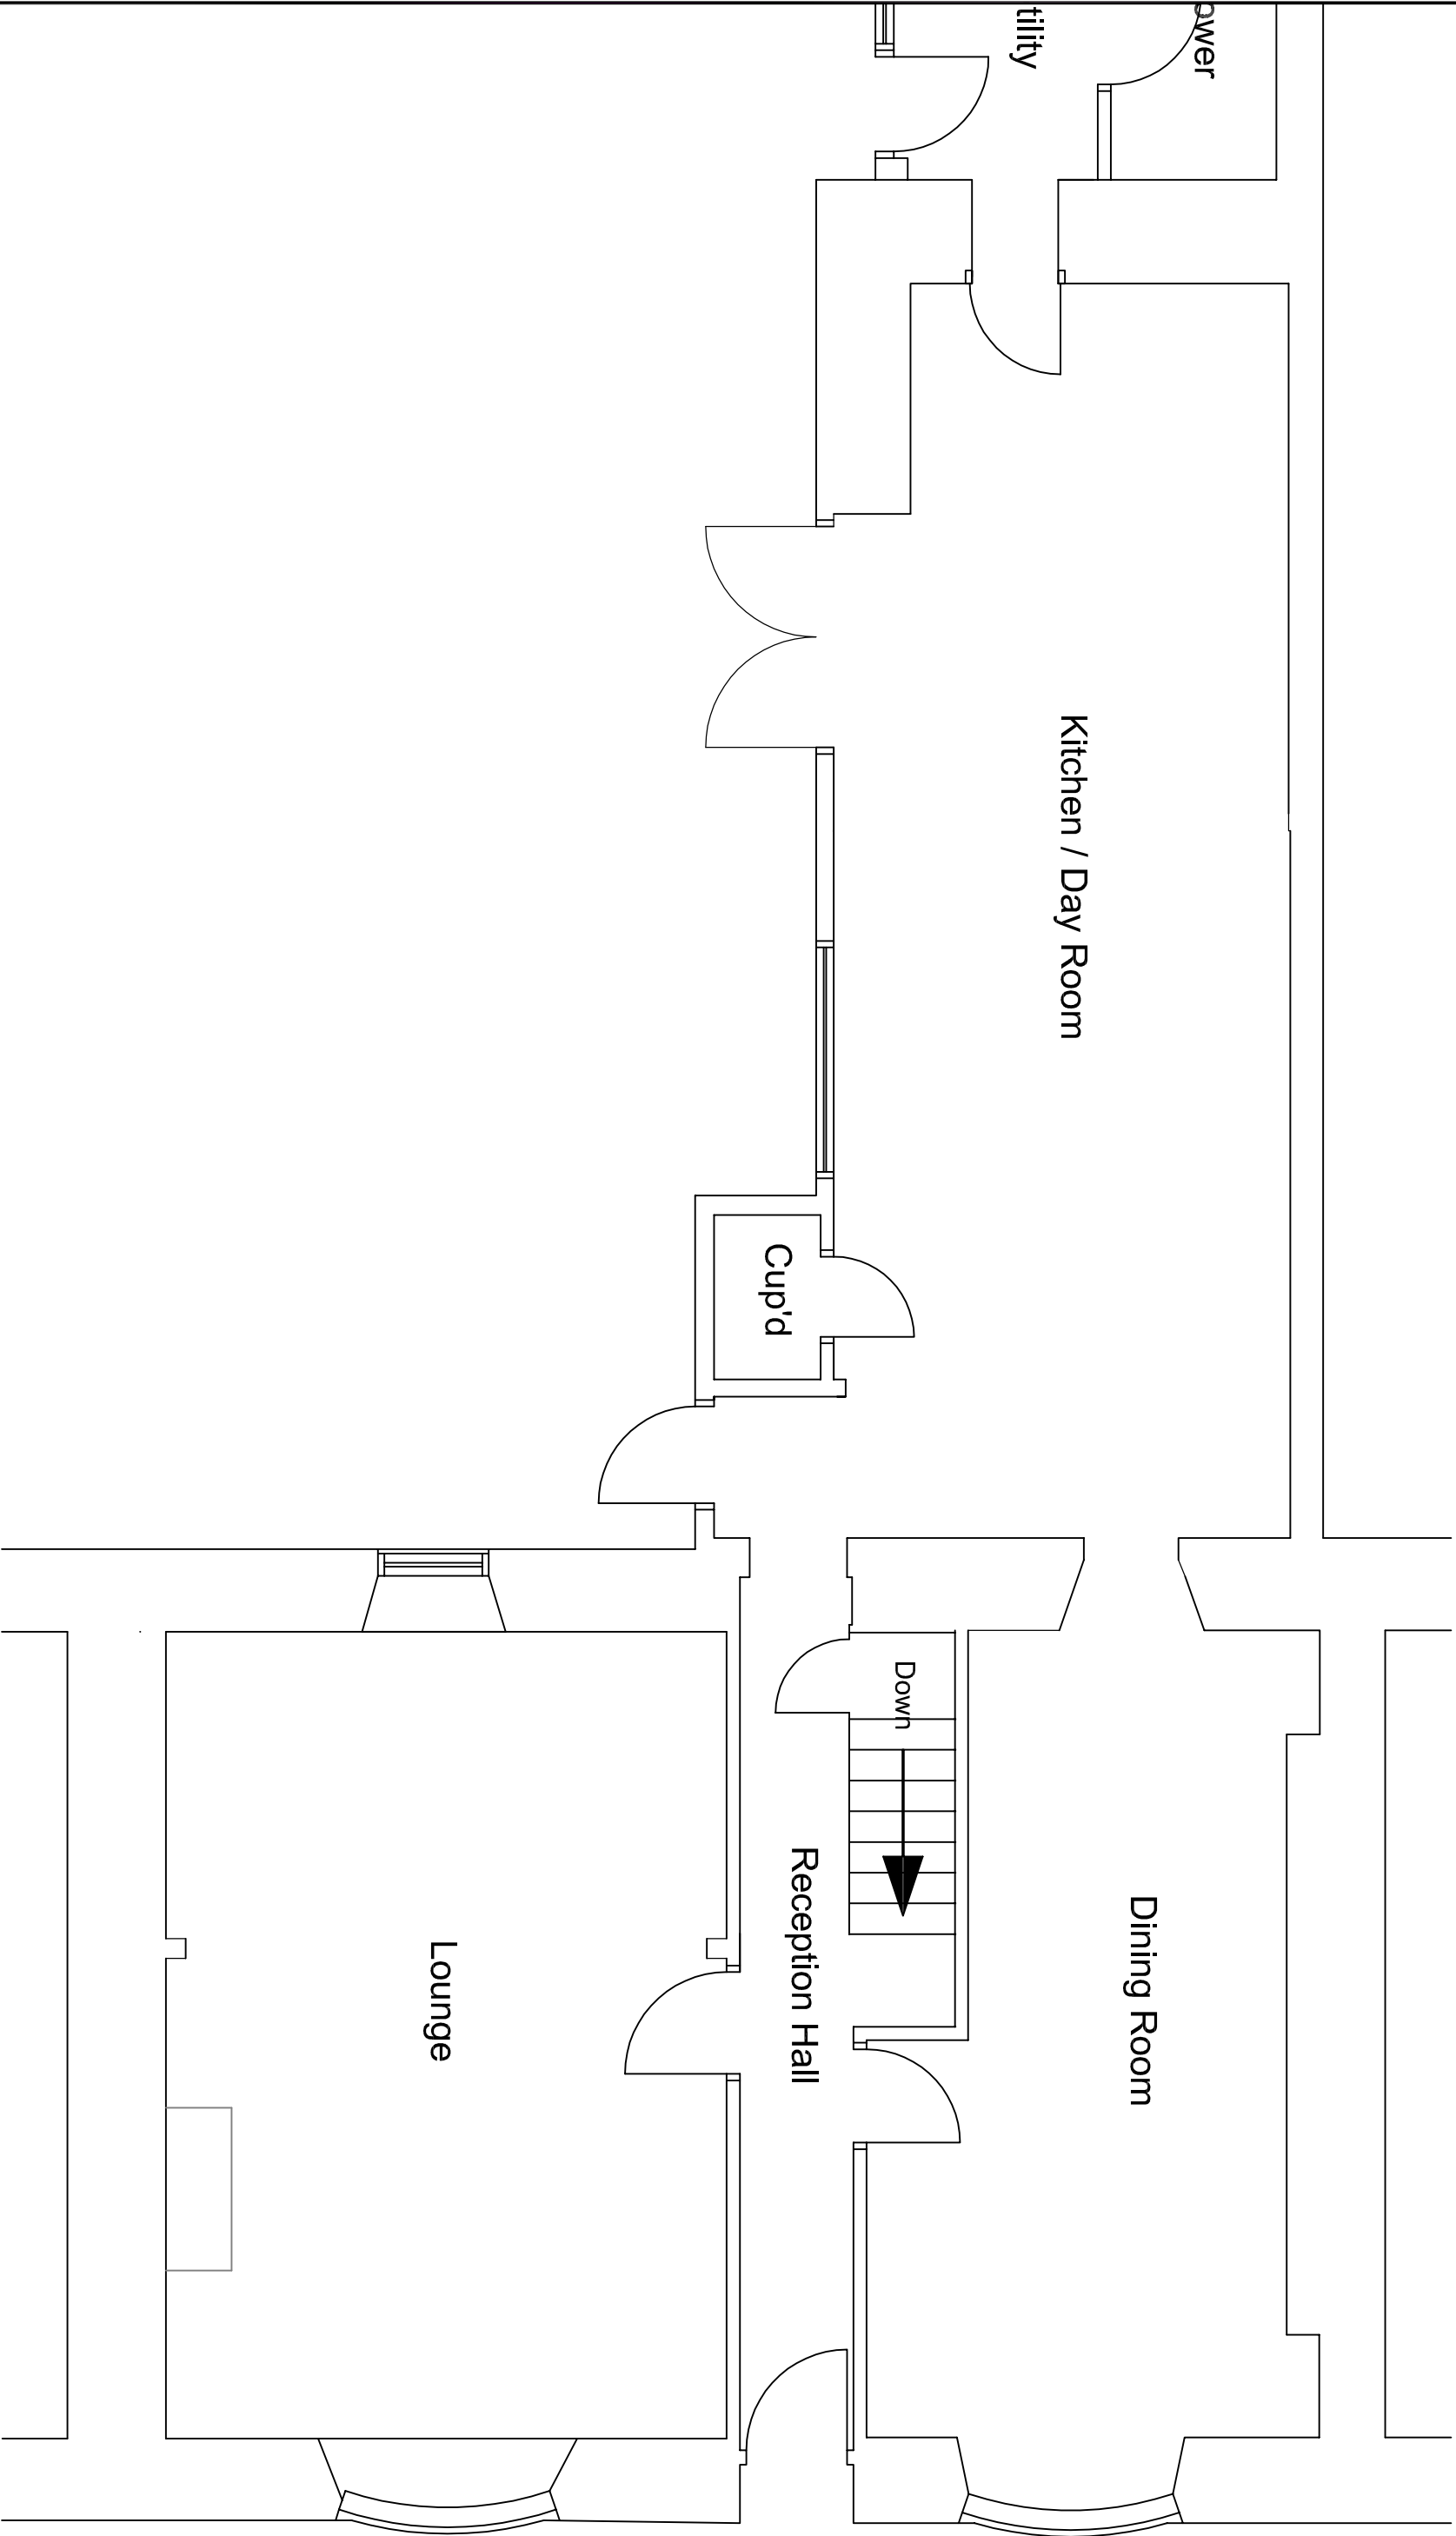 tility
ower
Kitchen / Day Room
Cup'd
Down
Reception Hall
Dining Room
Lounge